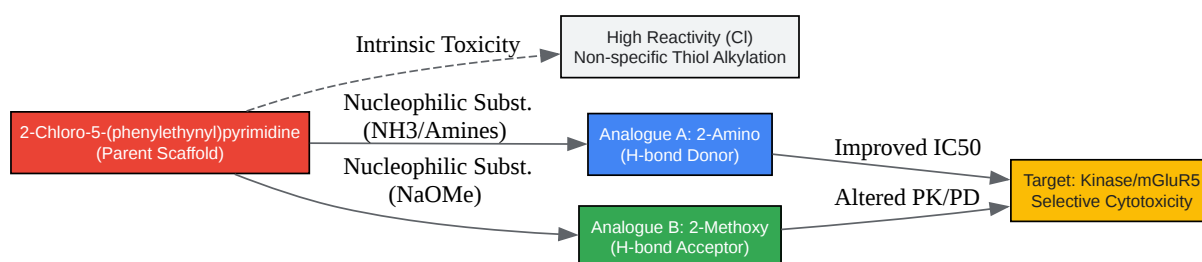 Intrinsic Toxicity
High Reactivity (Cl)
Non-specific Thiol Alkylation
2-Chloro-5-(phenylethynyl)pyrimidine
(Parent Scaffold)
Nucleophilic Subst.
(NH3/Amines)
Nucleophilic Subst.
(NaOMe)
Analogue A: 2-Amino
(H-bond Donor)
Analogue B: 2-Methoxy
(H-bond Acceptor)
Improved IC50
Altered PK/PD
Target: Kinase/mGluR5
Selective Cytotoxicity